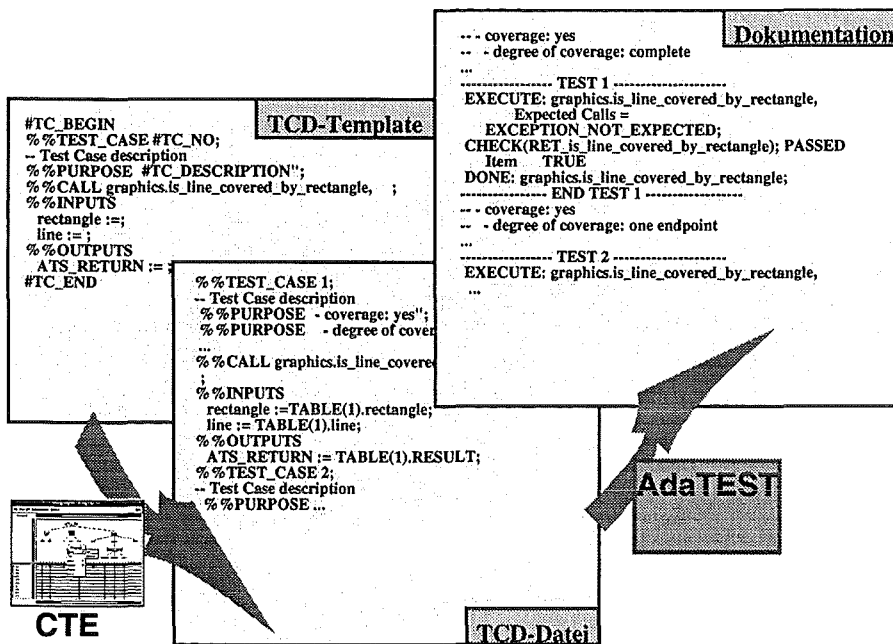 TCD-Template
#TC_BEGIN
%%TEST_CASE #TC_NO;
-- Test Case description
%%PURPOSE #TC_DESCRIPTION";
%%CALL graphics.is_line_covered_by_rectangle, ;
%%INPUTS
rectangle :=;
line := ;
%%OUTPUTS
ATS_RETURN := ;
#TC_END
%%TEST_CASE 1;
-- Test Case description
%%PURPOSE - coverage: yes";
%%PURPOSE - degree of cover
...
%%CALL graphics.is_line_covered
;
%%INPUTS
rectangle :=TABLE(1).rectangle;
line := TABLE(1).line;
%%OUTPUTS
ATS_RETURN := TABLE(1).RESULT;
%%TEST_CASE 2;
-- Test Case description
%%PURPOSE ...
TCD-Datei
Dokumentation
-- - coverage: yes
-- - degree of coverage: complete
...
---------------- TEST 1 --------------------
EXECUTE: graphics.is_line_covered_by_rectangle,
Expected Calls =
EXCEPTION_NOT_EXPECTED;
CHECK(RET_is_line_covered_by_rectangle); PASSED
Item TRUE
DONE: graphics.is_line_covered_by_rectangle;
--------------- END TEST 1 -----------------
-- - coverage: yes
-- - degree of coverage: one endpoint
...
---------------- TEST 2 --------------------
EXECUTE: graphics.is_line_covered_by_rectangle,
...
CTE
AdaTEST